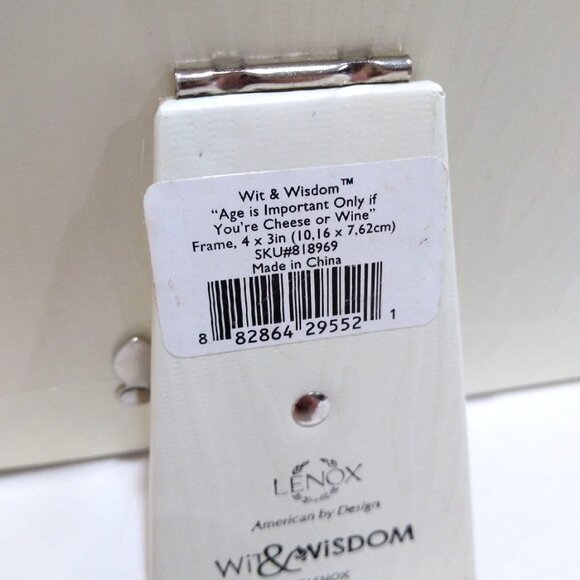 Wit & Wisdom™
"Age is Important Only if
You're Cheese or Wine"
Frame, 4 x 3in (10,16 x 7,62cm)
SKU#818969
Made in China
8 82864 29552 1
LENOX
American by Design
WiT&WiSDOM
LENOX